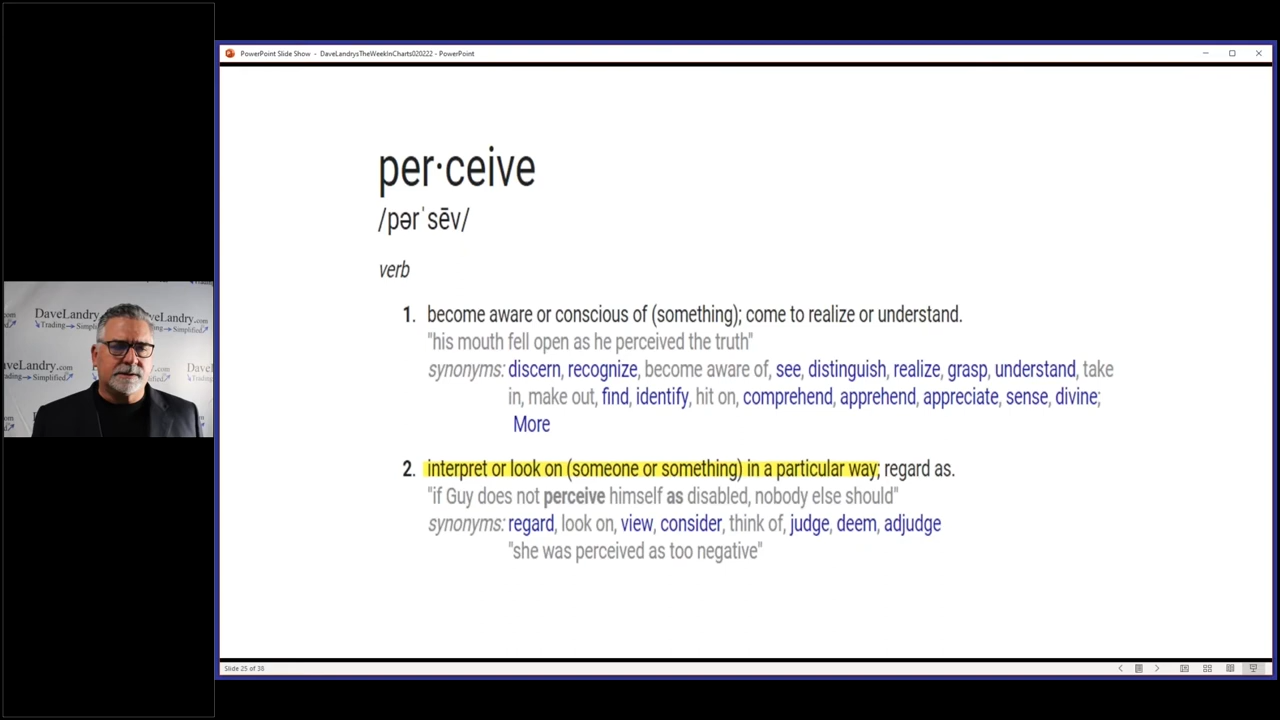 PowerPoint Slide Show - DaveLandrysTheWeekInCharts020222 - PowerPoint
per·ceive
/pərˈsēv/
verb
1. become aware or conscious of (something); come to realize or understand.
"his mouth fell open as he perceived the truth"
synonyms: discern, recognize, become aware of, see, distinguish, realize, grasp, understand, take
in, make out, find, identify, hit on, comprehend, apprehend, appreciate, sense, divine;
More
2. interpret or look on (someone or something) in a particular way; regard as.
"if Guy does not perceive himself as disabled, nobody else should"
synonyms: regard, look on, view, consider, think of, judge, deem, adjudge
"she was perceived as too negative"
DaveLandry
Trading Simplified
Landry.com
Simplified
aveLandry.com
Simplified
Slide 25 of 38